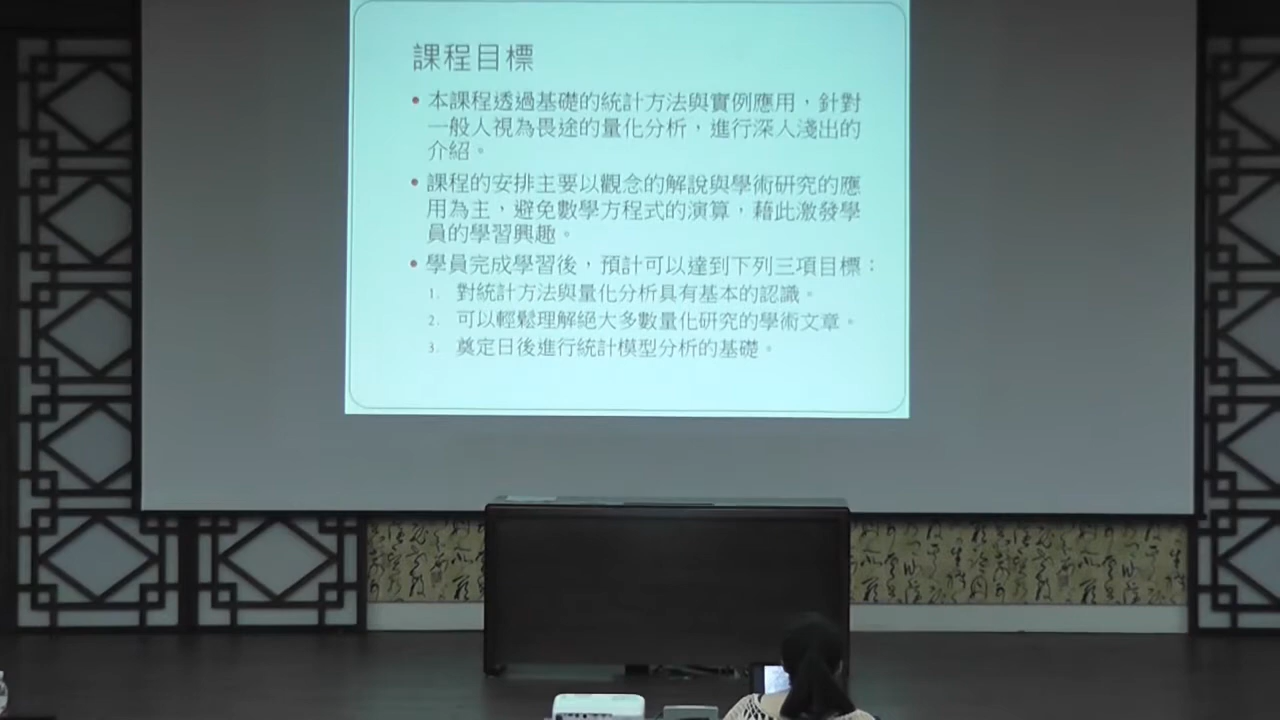 課程目標
• 本課程透過基礎的統計方法與實例應用，針對
一般人視為畏途的量化分析，進行深入淺出的
介紹。
• 課程的安排主要以觀念的解說與學術研究的應
用為主，避免數學方程式的演算，藉此激發學
員的學習興趣。
• 學員完成學習後，預計可以達到下列三項目標：
1. 對統計方法與量化分析具有基本的認識。
2. 可以輕鬆理解絕大多數量化研究的學術文章。
3. 奠定日後進行統計模型分析的基礎。